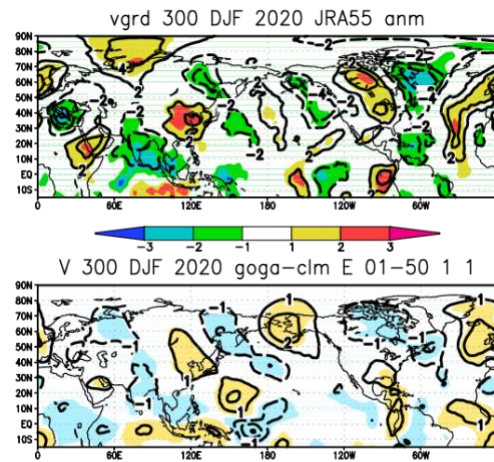 vgrd 300 DJF 2020 JRA55 anm
90N
80N
70N
60N
50N
40N
30N
20N
10N
EQ
10S
0 60E 120E 180 120W 60W
-3 -2 -1 1 2 3
V 300 DJF 2020 goga-clm E 01-50 1 1
90N
80N
70N
60N
50N
40N
30N
20N
10N
EQ
10S
0 60E 120E 180 120W 60W